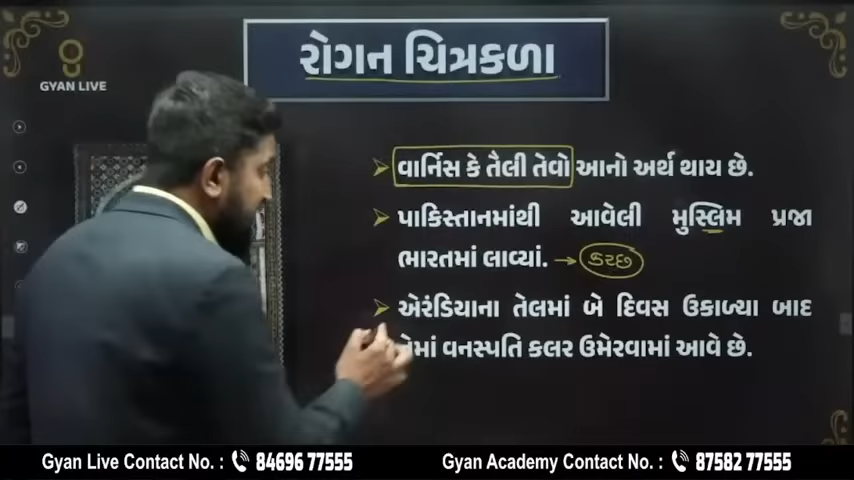 રોગન ચિત્રકળા
GYAN LIVE
વાર્નિસ કે તૈલી તેવો આનો અર્થ થાય છે.
પાકિસ્તાનમાંથી આવેલી મુસ્લિમ પ્રજા
ભારતમાં લાવ્યાં. → કચ્છ
એરંડિયાના તેલમાં બે દિવસ ઉકાળ્યા બાદ
વનસ્પતિ કલર ઉમેરવામાં આવે છે.
Gyan Live Contact No. : 84696 77555
Gyan Academy Contact No. : 87582 77555